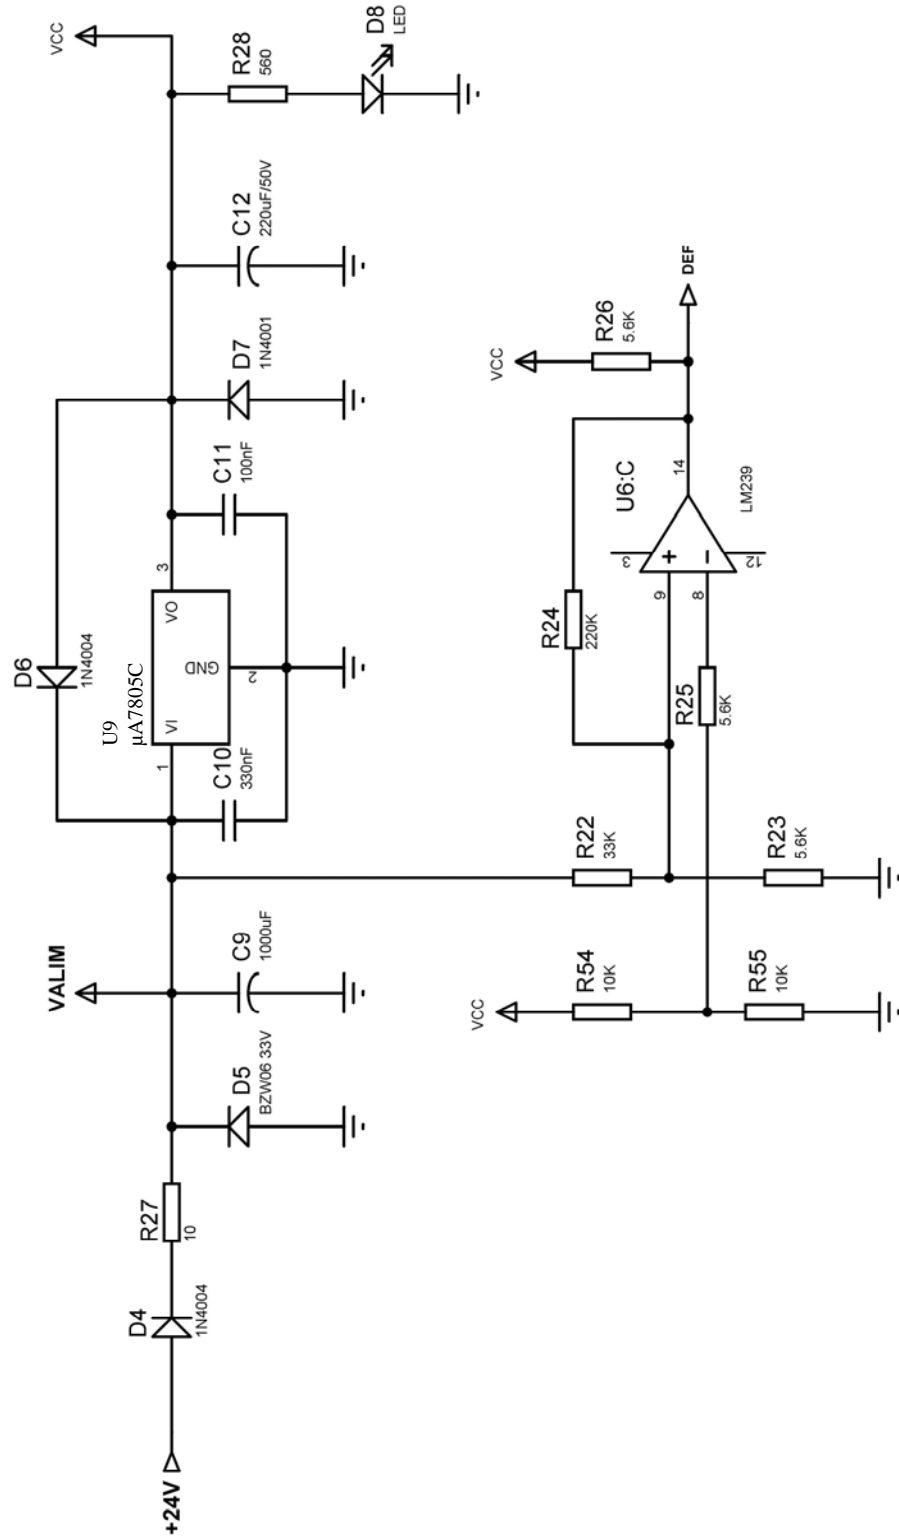 +24V
D4
1N4004
R27
10
D5
BZW06 33V
VALIM
C9
1000uF
U9
µA7805C
VI
VO
GND
1
2
3
C10
330nF
D6
1N4004
C11
100nF
D7
1N4001
C12
220uF/50V
R28
560
D8
LED
VCC
VCC
R54
10K
R55
10K
R22
33K
R23
5.6K
R25
5.6K
R24
220K
9
8
+
−
3
12
14
U6:C
LM239
VCC
R26
5.6K
DEF